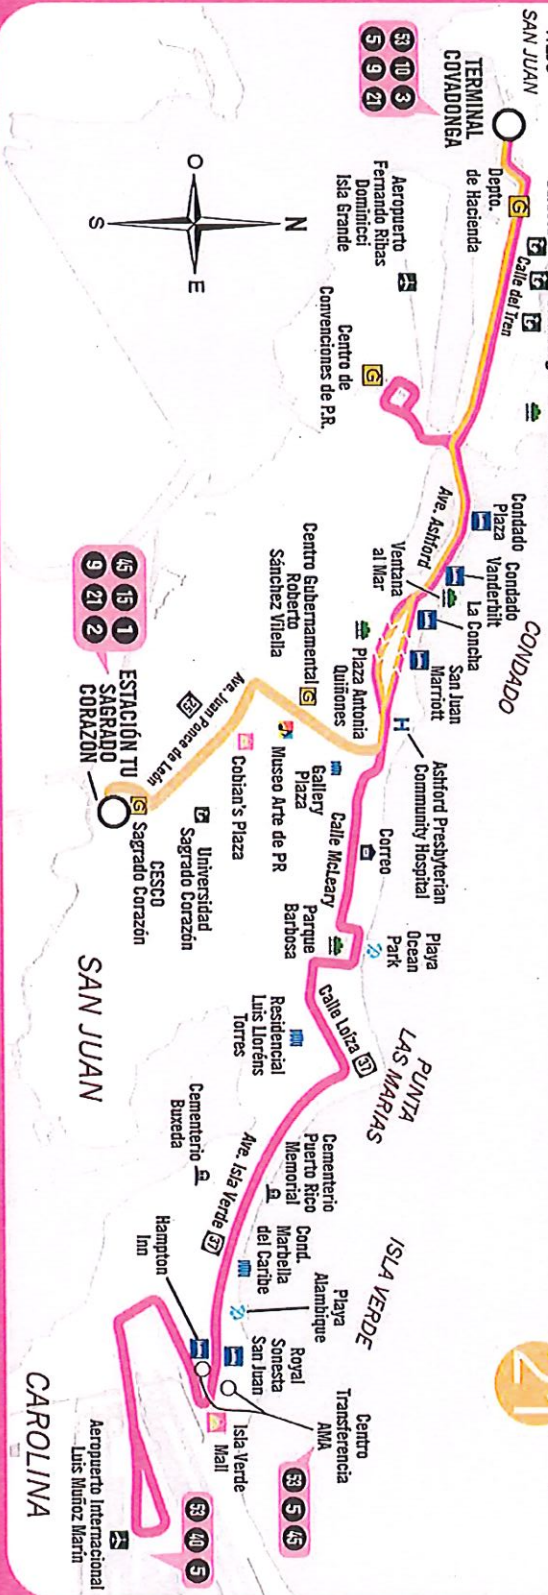 SAN JUAN
TERMINAL
COVADONGA
53 10 3
5 9 21
Depto.
de Hacienda
G
Calle del Tren
Aeropuerto
Fernando Ribas
Dominicci
Isla Grande
N
O
E
S
Centro de
Convenciones de P.R.
G
Ave. Ashford
Condado
Plaza
Condado
Vanderbilt
CONDADO
La Concha
Ventana
al Mar
San Juan
Marriott
Plaza Antonia
Quiñones
Centro Gubernamental
Roberto
Sánchez Vilella
G
H
Ashford Presbyterian
Community Hospital
Gallery
Plaza
Museo Arte de PR
Cobian's Plaza
Ave. Juan Ponce de León
25
ESTACIÓN TU
SAGRADO
CORAZÓN
45 15 1
9 21 2
G
CESCO
Sagrado Corazón
Universidad
Sagrado Corazón
SAN JUAN
Correo
Calle McLeary
Parque
Barbosa
Playa
Ocean
Park
Calle Loíza
37
PUNTA
LAS MARIAS
Residencial
Luis Lloréns
Torres
Cementerio
Buxeda
Ave. Isla Verde
37
Cementerio
Puerto Rico
Memorial
Cond.
Marbella
del Caribe
ISLA VERDE
Playa
Alambique
Hampton
Inn
Royal
Sonesta
San Juan
Isla Verde
Mall
Centro
Transferencia
AMA
53 5 45
Aeropuerto Internacional
Luis Muñoz Marín
53 40 5
CAROLINA
21